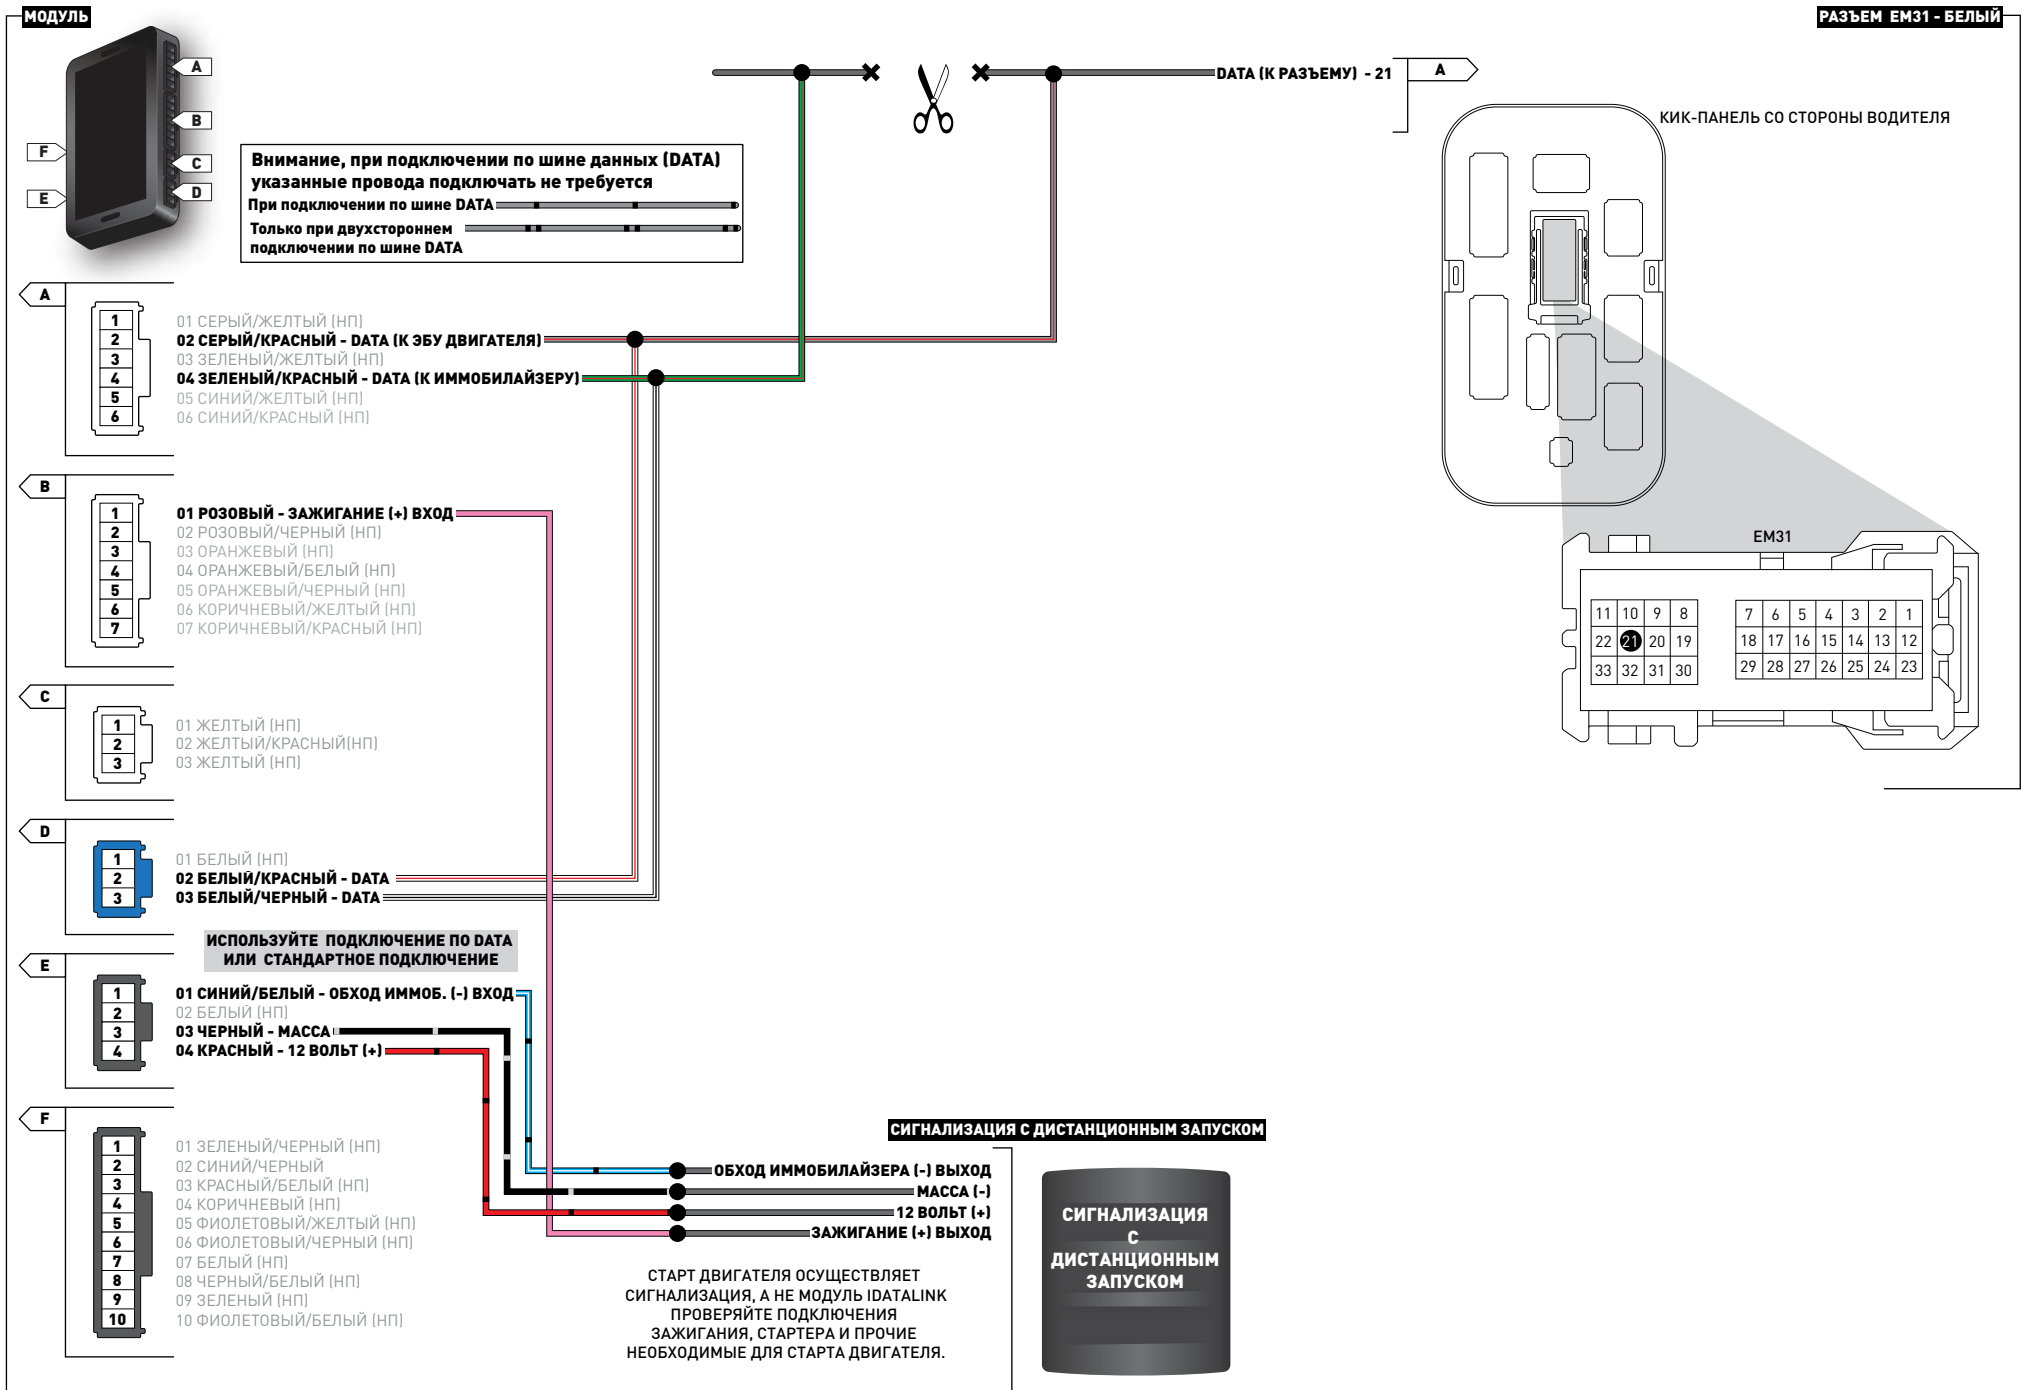 МОДУЛЬ
РАЗЪЕМ EM31 - БЕЛЫЙ
A
B
C
D
F
E
DATA (К РАЗЪЕМУ) - 21
A
КИК-ПАНЕЛЬ СО СТОРОНЫ ВОДИТЕЛЯ
Внимание, при подключении по шине данных (DATA)
указанные провода подключать не требуется
При подключении по шине DATA
Только при двухстороннем
подключении по шине DATA
A
1
2
3
4
5
6
01 СЕРЫЙ/ЖЕЛТЫЙ (НП)
02 СЕРЫЙ/КРАСНЫЙ - DATA (К ЭБУ ДВИГАТЕЛЯ)
03 ЗЕЛЕНЫЙ/ЖЕЛТЫЙ (НП)
04 ЗЕЛЕНЫЙ/КРАСНЫЙ - DATA (К ИММОБИЛАЙЗЕРУ)
05 СИНИЙ/ЖЕЛТЫЙ (НП)
06 СИНИЙ/КРАСНЫЙ (НП)
B
1
2
3
4
5
6
7
01 РОЗОВЫЙ - ЗАЖИГАНИЕ (+) ВХОД
02 РОЗОВЫЙ/ЧЕРНЫЙ (НП)
03 ОРАНЖЕВЫЙ (НП)
04 ОРАНЖЕВЫЙ/БЕЛЫЙ (НП)
05 ОРАНЖЕВЫЙ/ЧЕРНЫЙ (НП)
06 КОРИЧНЕВЫЙ/ЖЕЛТЫЙ (НП)
07 КОРИЧНЕВЫЙ/КРАСНЫЙ (НП)
EM31
11 10 9 8 7 6 5 4 3 2 1
22 21 20 19 18 17 16 15 14 13 12
33 32 31 30 29 28 27 26 25 24 23
C
1
2
3
01 ЖЕЛТЫЙ (НП)
02 ЖЕЛТЫЙ/КРАСНЫЙ(НП)
03 ЖЕЛТЫЙ (НП)
D
1
2
3
01 БЕЛЫЙ (НП)
02 БЕЛЫЙ/КРАСНЫЙ - DATA
03 БЕЛЫЙ/ЧЕРНЫЙ - DATA
ИСПОЛЬЗУЙТЕ ПОДКЛЮЧЕНИЕ ПО DATA
ИЛИ СТАНДАРТНОЕ ПОДКЛЮЧЕНИЕ
E
1
2
3
4
01 СИНИЙ/БЕЛЫЙ - ОБХОД ИММОБ. (-) ВХОД
02 БЕЛЫЙ (НП)
03 ЧЕРНЫЙ - МАССА
04 КРАСНЫЙ - 12 ВОЛЬТ (+)
F
1
2
3
4
5
6
7
8
9
10
01 ЗЕЛЕНЫЙ/ЧЕРНЫЙ (НП)
02 СИНИЙ/ЧЕРНЫЙ
03 КРАСНЫЙ/БЕЛЫЙ (НП)
04 КОРИЧНЕВЫЙ (НП)
05 ФИОЛЕТОВЫЙ/ЖЕЛТЫЙ (НП)
06 ФИОЛЕТОВЫЙ/ЧЕРНЫЙ (НП)
07 БЕЛЫЙ (НП)
08 ЧЕРНЫЙ/БЕЛЫЙ (НП)
09 ЗЕЛЕНЫЙ (НП)
10 ФИОЛЕТОВЫЙ/БЕЛЫЙ (НП)
СИГНАЛИЗАЦИЯ С ДИСТАНЦИОННЫМ ЗАПУСКОМ
ОБХОД ИММОБИЛАЙЗЕРА (-) ВЫХОД
МАССА (-)
12 ВОЛЬТ (+)
ЗАЖИГАНИЕ (+) ВЫХОД
СИГНАЛИЗАЦИЯ
С
ДИСТАНЦИОННЫМ
ЗАПУСКОМ
СТАРТ ДВИГАТЕЛЯ ОСУЩЕСТВЛЯЕТ
СИГНАЛИЗАЦИЯ, А НЕ МОДУЛЬ IDATALINK
ПРОВЕРЯЙТЕ ПОДКЛЮЧЕНИЯ
ЗАЖИГАНИЯ, СТАРТЕРА И ПРОЧИЕ
НЕОБХОДИМЫЕ ДЛЯ СТАРТА ДВИГАТЕЛЯ.